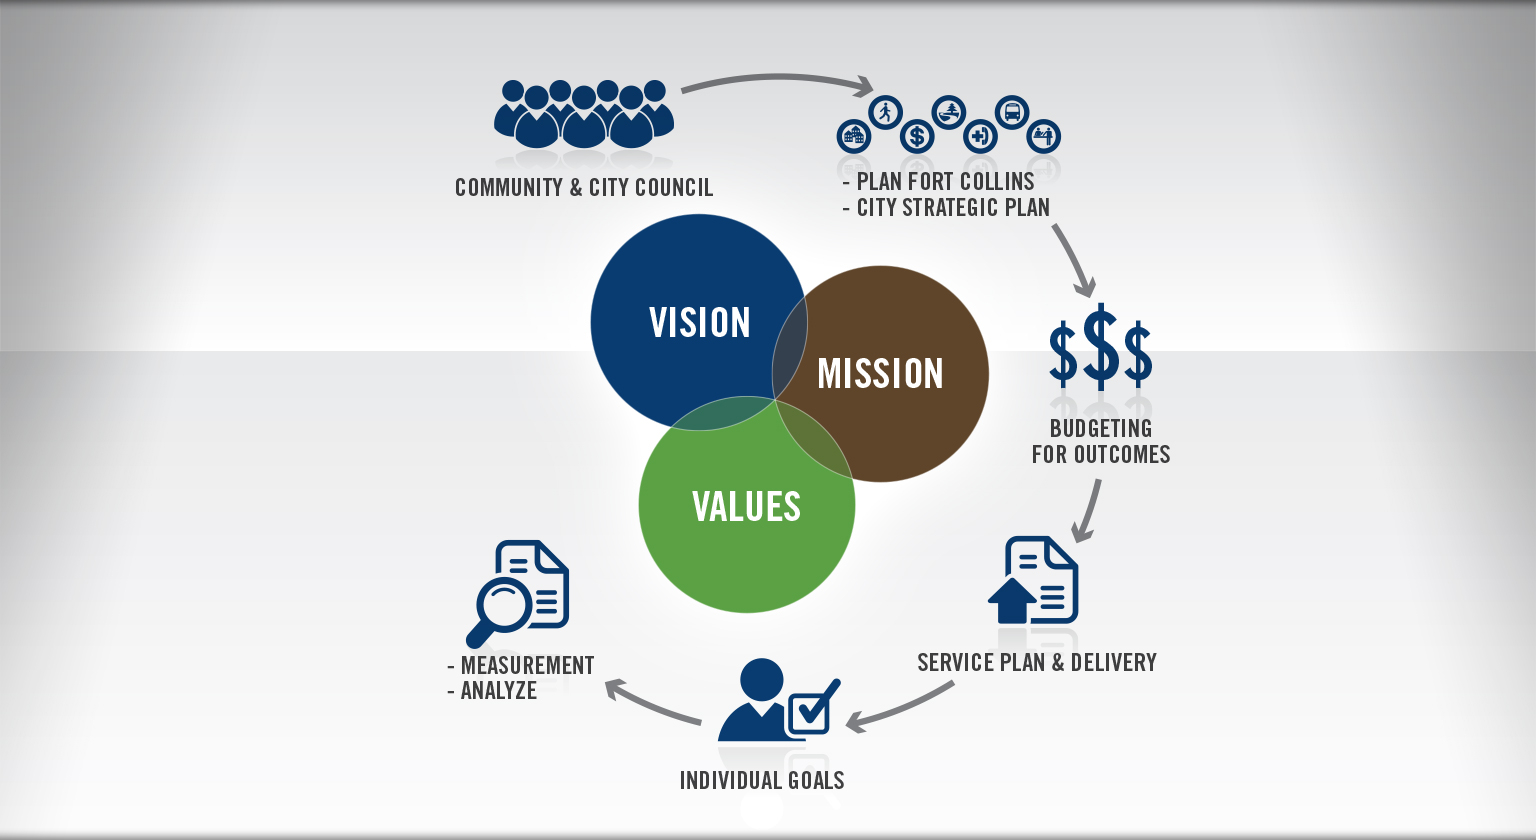 COMMUNITY & CITY COUNCIL
- PLAN FORT COLLINS
- CITY STRATEGIC PLAN
VISION
MISSION
VALUES
BUDGETING
FOR OUTCOMES
SERVICE PLAN & DELIVERY
INDIVIDUAL GOALS
- MEASUREMENT
- ANALYZE